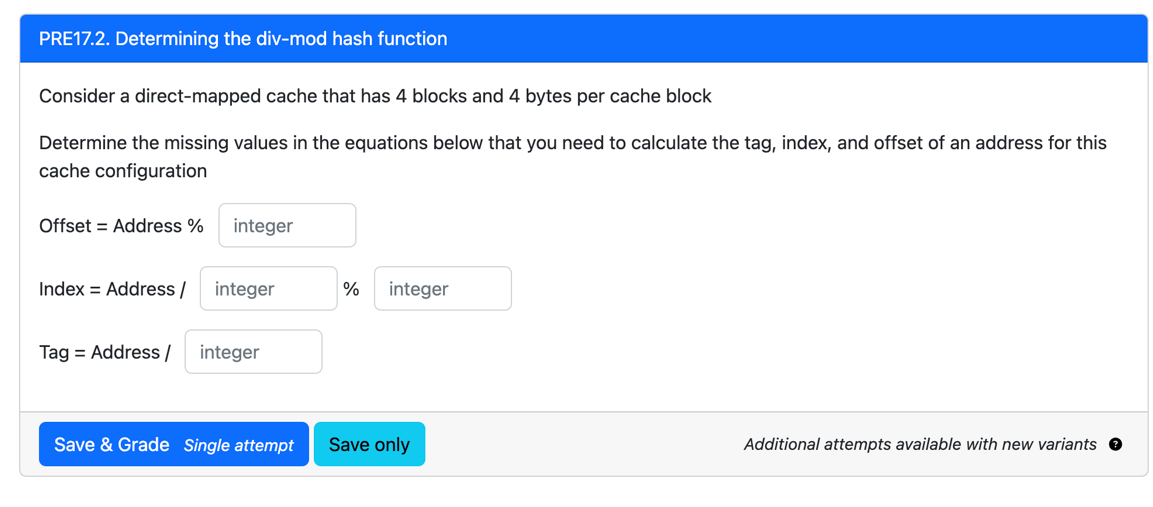 PRE17.2. Determining the div-mod hash function
Consider a direct-mapped cache that has 4 blocks and 4 bytes per cache block
Determine the missing values in the equations below that you need to calculate the tag, index, and offset of an address for this
cache configuration
Offset = Address % integer
Index = Address / integer % integer
Tag = Address / integer
Save & Grade Single attempt Save only Additional attempts available with new variants ?